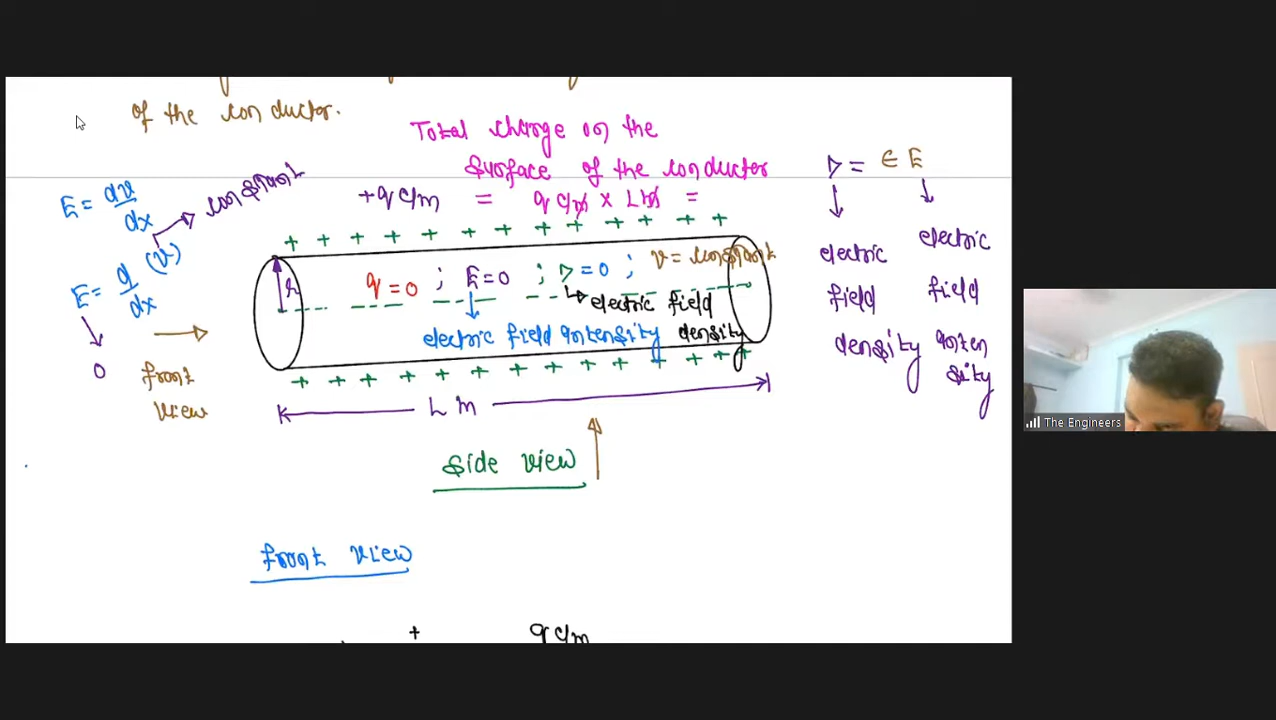 of the conductor.
Total charge on the
surface of the conductor
+q c/m = q c/m x Lm =
D = ∈ E
E = dv/dx
constant
E = d/dx (v)
0
front
view
+ + + + + + + + + + + + +
r
q = 0 ; E = 0 ; D = 0 ; v = constant
electric field
density
electric field intensity
+ + + + + + + + + + + + +
L m
electric
field
density
electric
field
inten
sity
Side view
front view
+ q c/m
The Engineers